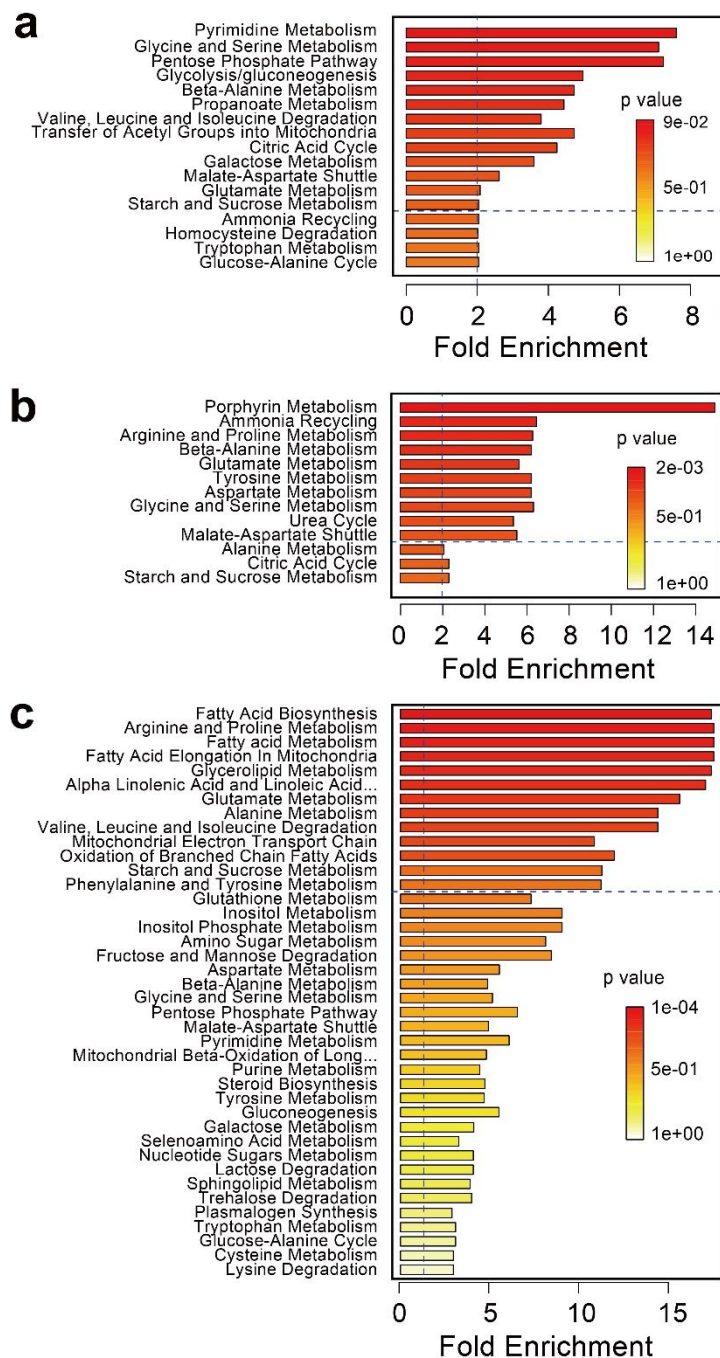 a
Pyrimidine Metabolism
Glycine and Serine Metabolism
Pentose Phosphate Pathway
Glycolysis/gluconeogenesis
Beta-Alanine Metabolism
Propanoate Metabolism
Valine, Leucine and Isoleucine Degradation
Transfer of Acetyl Groups into Mitochondria
Citric Acid Cycle
Galactose Metabolism
Malate-Aspartate Shuttle
Glutamate Metabolism
Starch and Sucrose Metabolism
Ammonia Recycling
Homocysteine Degradation
Tryptophan Metabolism
Glucose-Alanine Cycle
p value
9e-02
5e-01
1e+00
0 2 4 6 8
Fold Enrichment
b
Porphyrin Metabolism
Ammonia Recycling
Arginine and Proline Metabolism
Beta-Alanine Metabolism
Glutamate Metabolism
Tyrosine Metabolism
Aspartate Metabolism
Glycine and Serine Metabolism
Urea Cycle
Malate-Aspartate Shuttle
Alanine Metabolism
Citric Acid Cycle
Starch and Sucrose Metabolism
p value
2e-03
5e-01
1e+00
0 2 4 6 8 10 12 14
Fold Enrichment
c
Fatty Acid Biosynthesis
Arginine and Proline Metabolism
Fatty acid Metabolism
Fatty Acid Elongation In Mitochondria
Glycerolipid Metabolism
Alpha Linolenic Acid and Linoleic Acid...
Glutamate Metabolism
Alanine Metabolism
Valine, Leucine and Isoleucine Degradation
Mitochondrial Electron Transport Chain
Oxidation of Branched Chain Fatty Acids
Starch and Sucrose Metabolism
Phenylalanine and Tyrosine Metabolism
Glutathione Metabolism
Inositol Metabolism
Inositol Phosphate Metabolism
Amino Sugar Metabolism
Fructose and Mannose Degradation
Aspartate Metabolism
Beta-Alanine Metabolism
Glycine and Serine Metabolism
Pentose Phosphate Pathway
Malate-Aspartate Shuttle
Pyrimidine Metabolism
Mitochondrial Beta-Oxidation of Long...
Purine Metabolism
Steroid Biosynthesis
Tyrosine Metabolism
Gluconeogenesis
Galactose Metabolism
Selenoamino Acid Metabolism
Nucleotide Sugars Metabolism
Lactose Degradation
Sphingolipid Metabolism
Trehalose Degradation
Plasmalogen Synthesis
Tryptophan Metabolism
Glucose-Alanine Cycle
Cysteine Metabolism
Lysine Degradation
p value
1e-04
5e-01
1e+00
0 5 10 15
Fold Enrichment